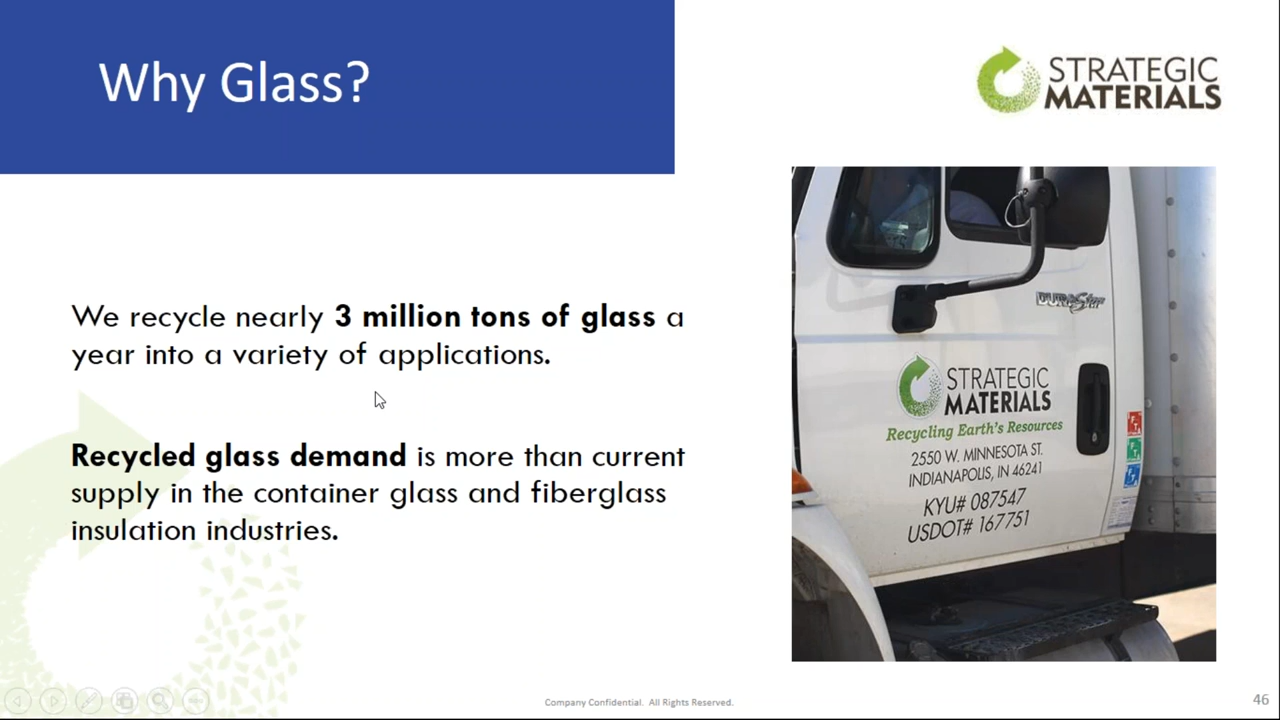 Why Glass?
STRATEGIC
MATERIALS
We recycle nearly 3 million tons of glass a
year into a variety of applications.
Recycled glass demand is more than current
supply in the container glass and fiberglass
insulation industries.
DURAStar
STRATEGIC
MATERIALS
Recycling Earth's Resources
2550 W. MINNESOTA ST.
INDIANAPOLIS, IN 46241
KYU# 087547
USDOT# 167751
Company Confidential. All Rights Reserved.
46